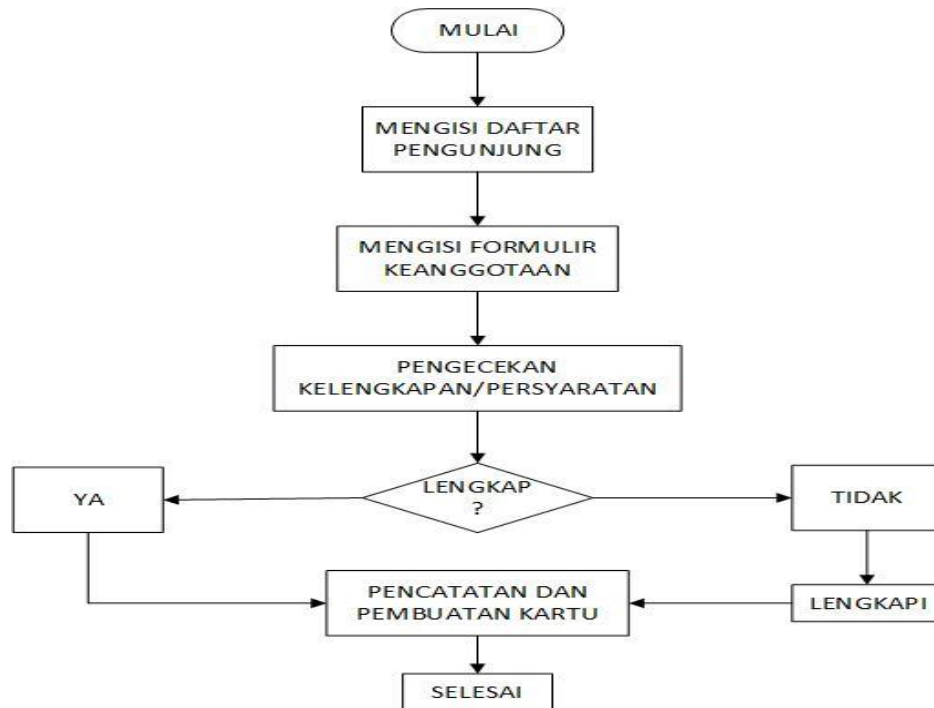 MULAI
MENGISI DAFTAR
PENGUNJUNG
MENGISI FORMULIR
KEANGGOTAAN
PENGECEKAN
KELENGKAPAN/PERSYARATAN
YA
LENGKAP
?
TIDAK
PENCATATAN DAN
PEMBUATAN KARTU
LENGKAPI
SELESAI